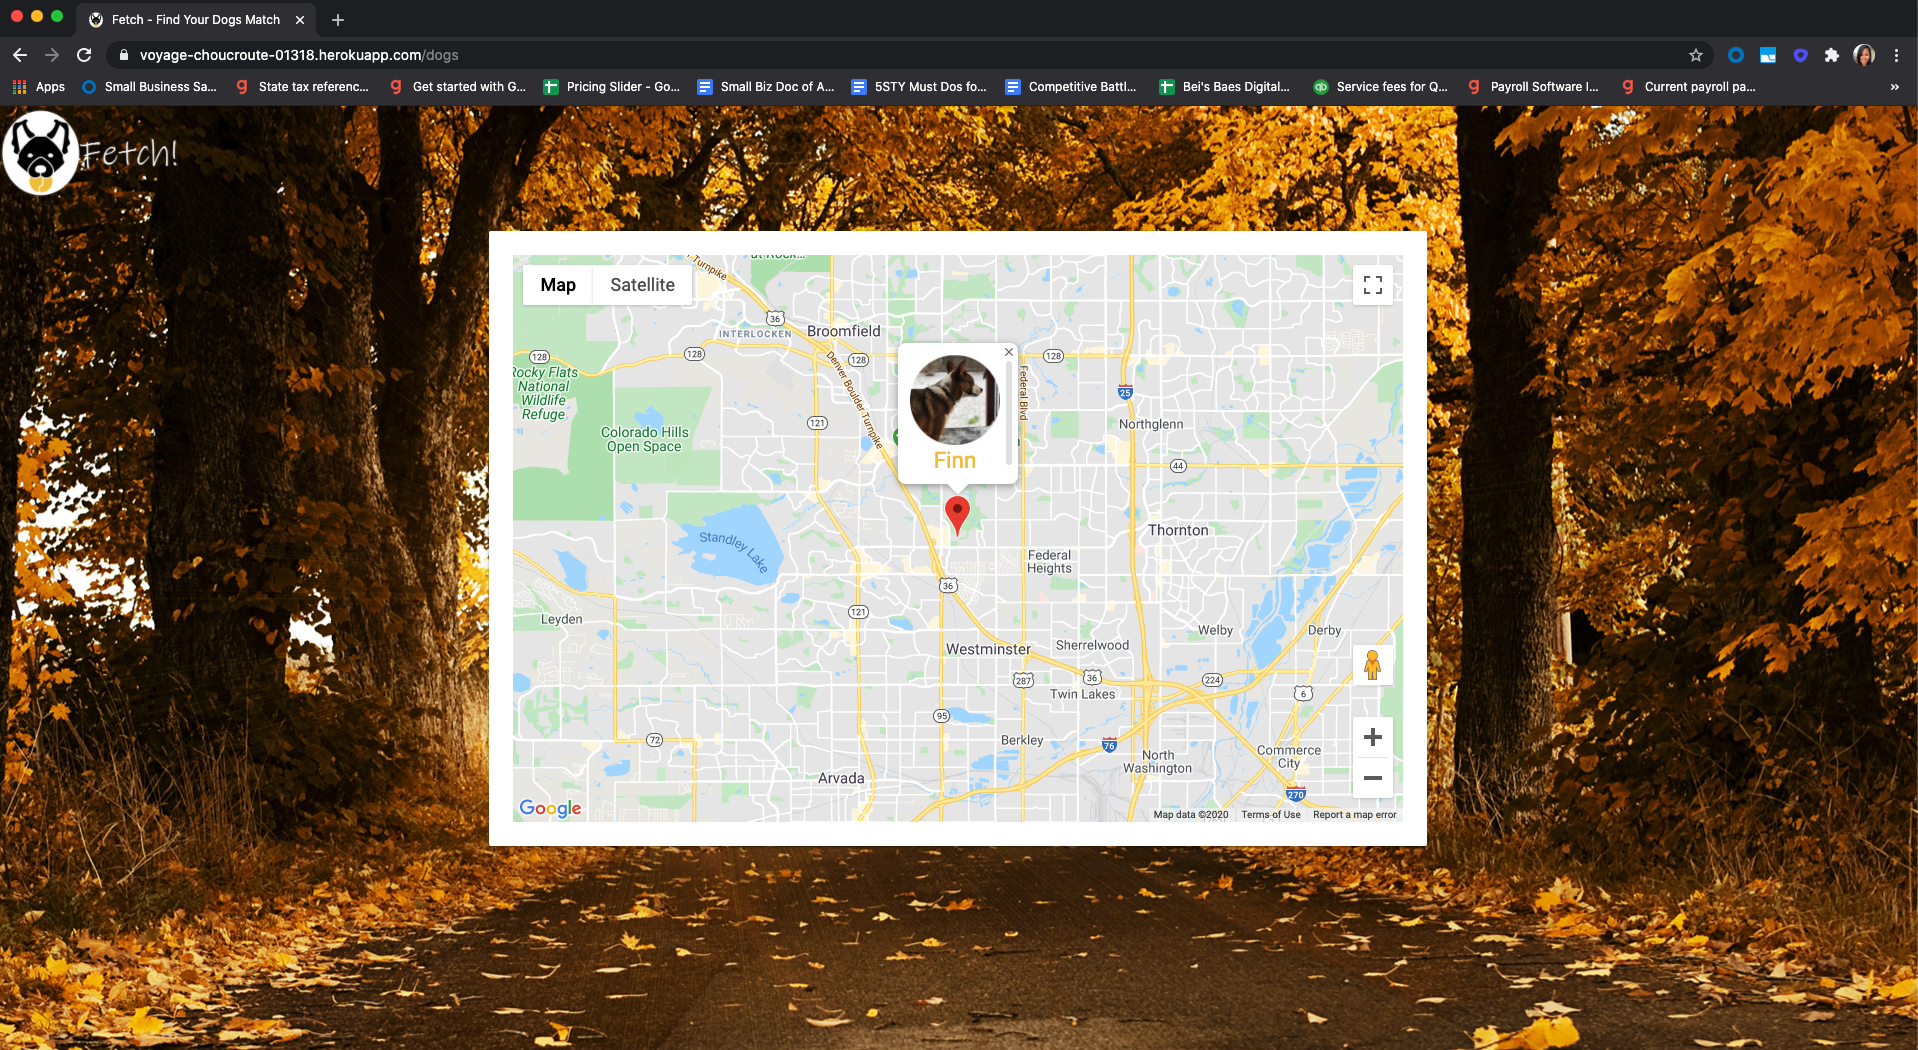 Fetch - Find Your Dogs Match
voyage-choucroute-01318.herokuapp.com/dogs
Apps
Small Business Sa...
State tax referenc...
Get started with G...
Pricing Slider - Go...
Small Biz Doc of A...
5STY Must Dos fo...
Competitive Battl...
Bei's Baes Digital...
Service fees for Q...
Payroll Software I...
Current payroll pa...
Fetch!
Map
Satellite
Turnpike
at Rock...
36
INTERLOCKEN
Broomfield
128
128
128
128
Rocky Flats
National
Wildlife
Refuge
Denver Boulder Turnpike
Federal Blvd
25
121
Northglenn
Colorado Hills
Open Space
Finn
44
Standley Lake
Thornton
Federal
Heights
36
121
Leyden
Welby
Derby
Westminster
Sherrelwood
287
36
224
6
Twin Lakes
95
72
Berkley
76
North
Washington
Commerce
City
Arvada
270
Google
Map data ©2020
Terms of Use
Report a map error